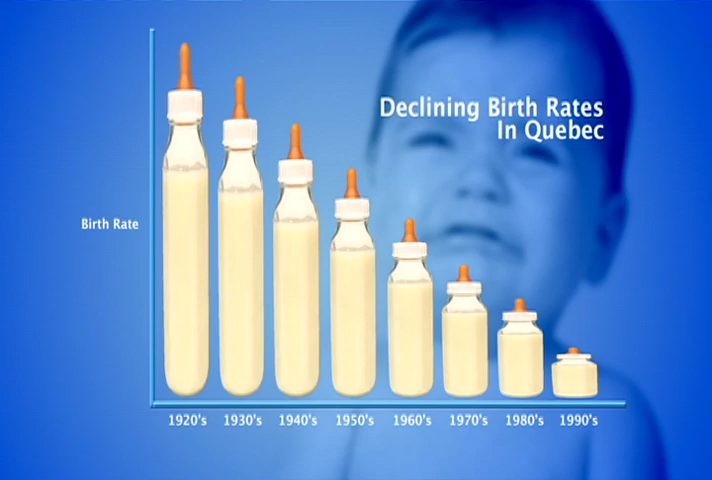 Declining Birth Rates
In Quebec
Birth Rate
1920's 1930's 1940's 1950's 1960's 1970's 1980's 1990's